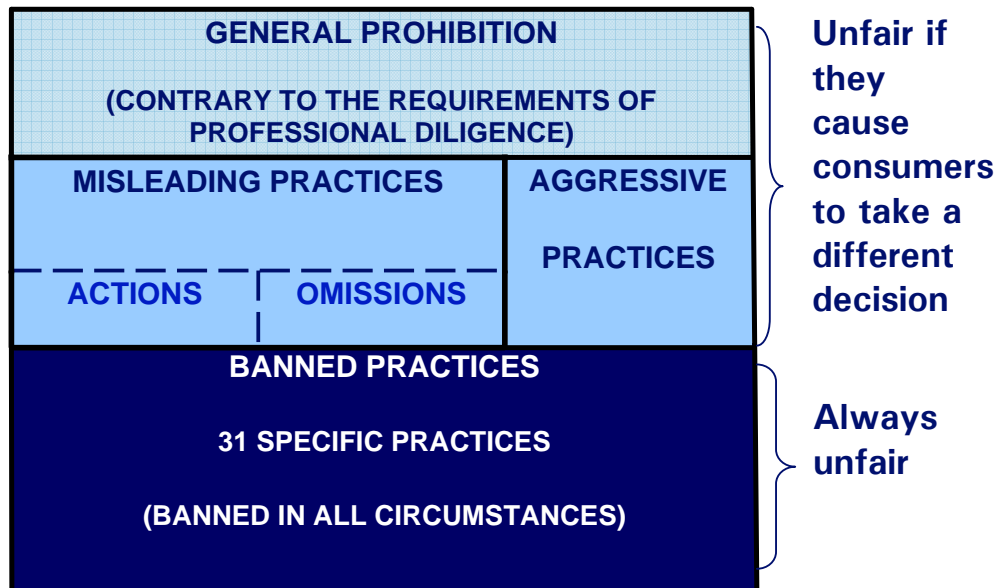 GENERAL PROHIBITION
(CONTRARY TO THE REQUIREMENTS OF
PROFESSIONAL DILIGENCE)
MISLEADING PRACTICES
ACTIONS
OMISSIONS
AGGRESSIVE
PRACTICES
Unfair if
they
cause
consumers
to take a
different
decision
BANNED PRACTICES
31 SPECIFIC PRACTICES
(BANNED IN ALL CIRCUMSTANCES)
Always
unfair